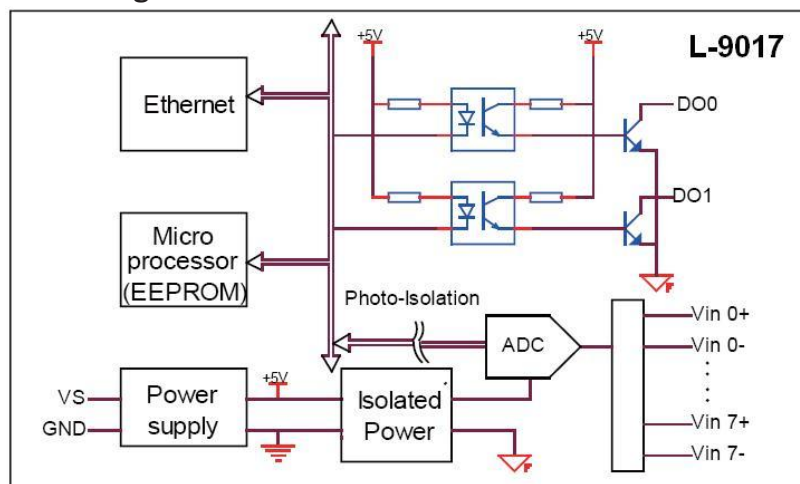 L-9017
+5V
+5V
Ethernet
DO0
DO1
Micro
processor
(EEPROM)
Photo-Isolation
ADC
Vin 0+
Vin 0-
Vin 7+
Vin 7-
+5V
VS
GND
Power
supply
Isolated
Power